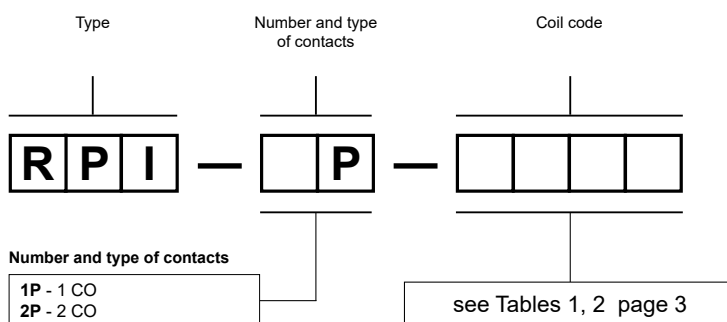 Type
Number and type
of contacts
Coil code
R P I — P —
Number and type of contacts
1P - 1 CO
2P - 2 CO
see Tables 1, 2 page 3